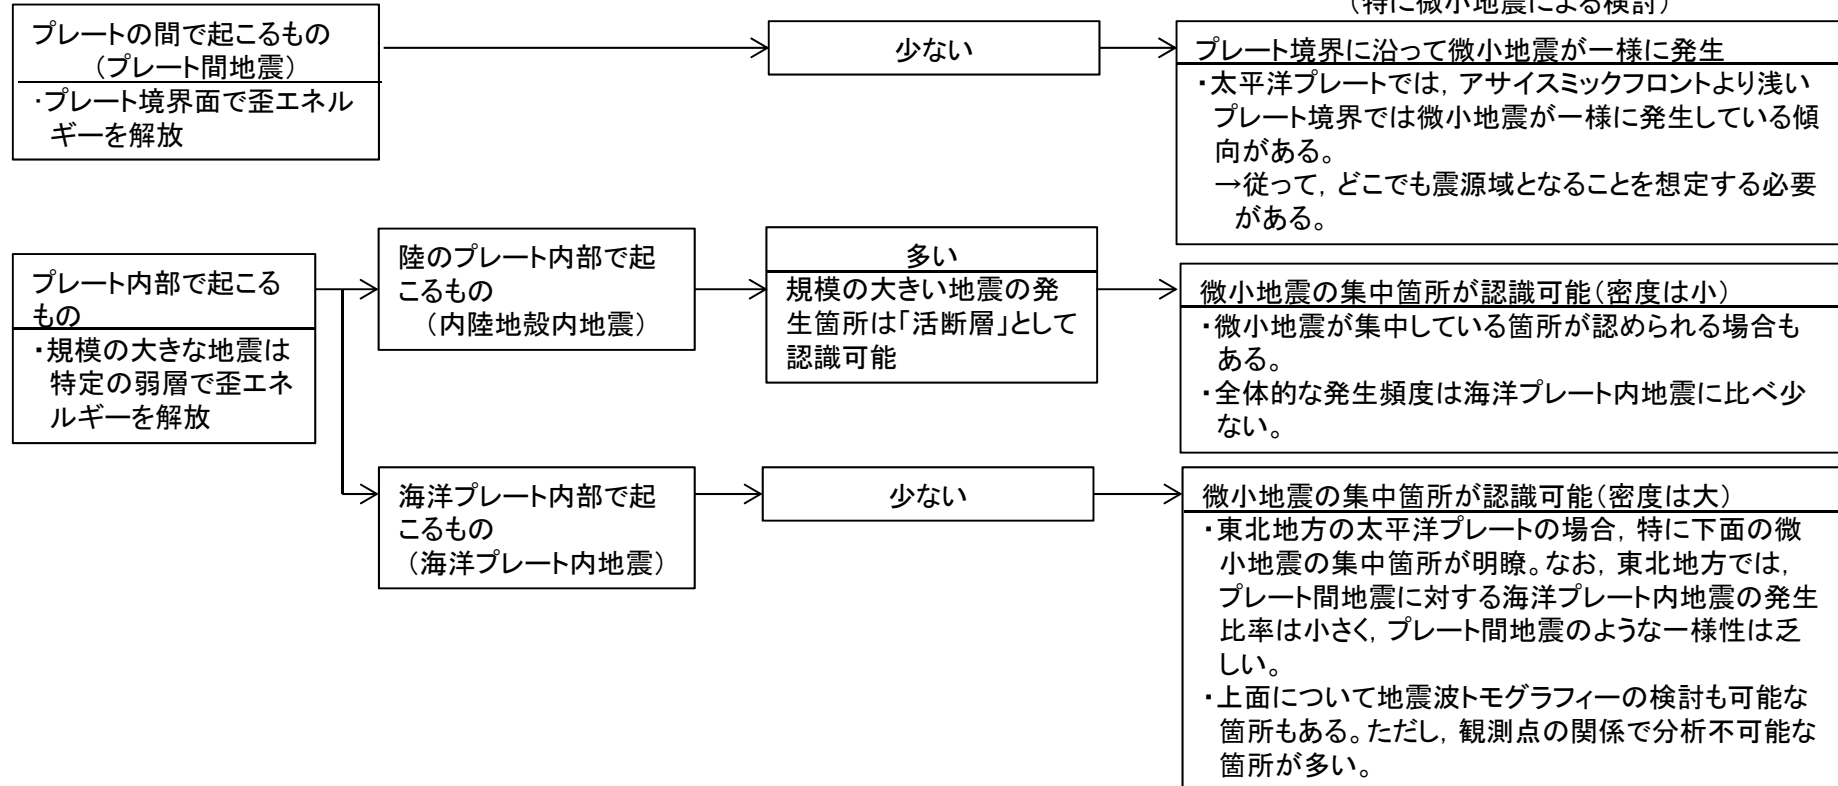 （特に微小地震による検討）
プレートの間で起こるもの
（プレート間地震）
・プレート境界面で歪エネル
ギーを解放
少ない
プレート境界に沿って微小地震が一様に発生
・太平洋プレートでは，アサイスミックフロントより浅い
プレート境界では微小地震が一様に発生している傾
向がある。
→従って，どこでも震源域となることを想定する必要
がある。
プレート内部で起こる
もの
・規模の大きな地震は
特定の弱層で歪エネ
ルギーを解放
陸のプレート内部で起
こるもの
（内陸地殻内地震）
多い
規模の大きい地震の発
生箇所は「活断層」として
認識可能
微小地震の集中箇所が認識可能（密度は小）
・微小地震が集中している箇所が認められる場合も
ある。
・全体的な発生頻度は海洋プレート内地震に比べ少
ない。
海洋プレート内部で起
こるもの
（海洋プレート内地震）
少ない
微小地震の集中箇所が認識可能（密度は大）
・東北地方の太平洋プレートの場合，特に下面の微
小地震の集中箇所が明瞭。なお，東北地方では，
プレート間地震に対する海洋プレート内地震の発生
比率は小さく，プレート間地震のような一様性は乏
しい。
・上面について地震波トモグラフィーの検討も可能な
箇所もある。ただし，観測点の関係で分析不可能な
箇所が多い。